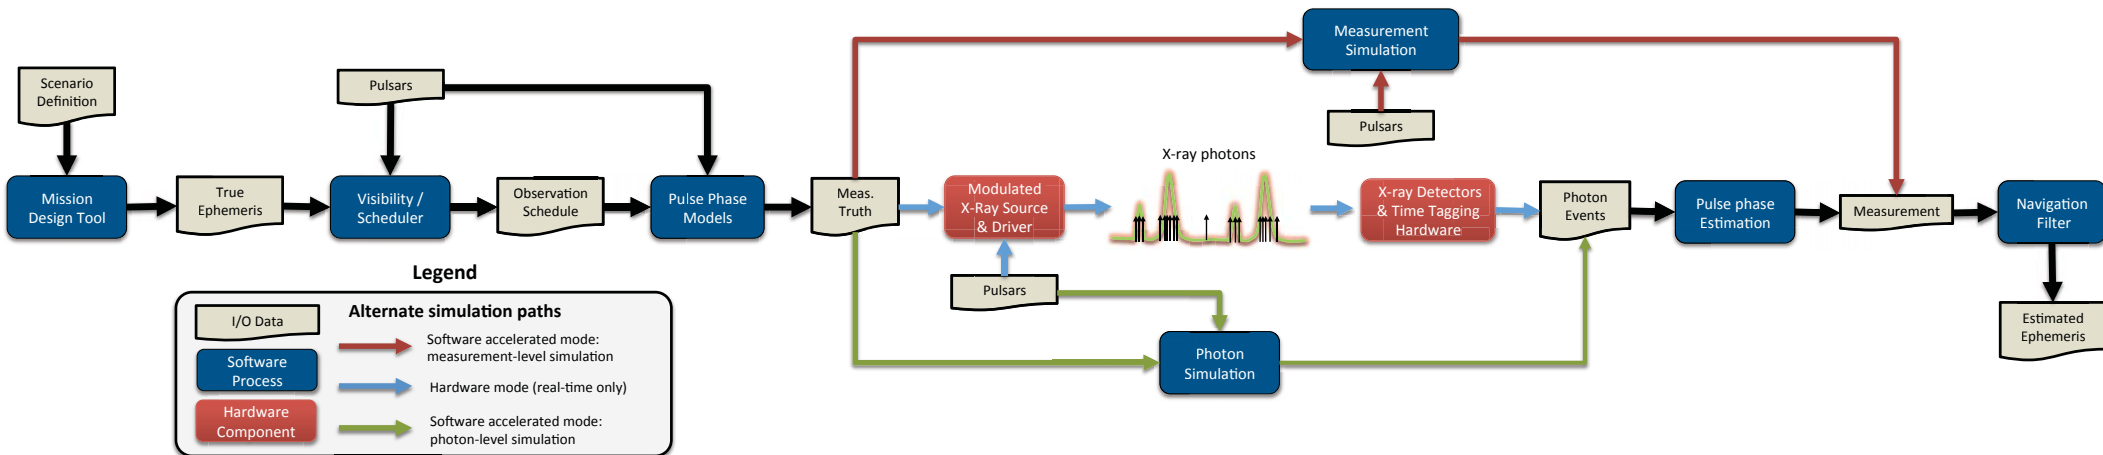 Scenario
Definition
Pulsars
Measurement
Simulation
Pulsars
X-ray photons
Mission
Design Tool
True
Ephemeris
Visibility /
Scheduler
Observation
Schedule
Pulse Phase
Models
Meas.
Truth
Modulated
X-Ray Source
& Driver
X-ray Detectors
& Time Tagging
Hardware
Photon
Events
Pulse phase
Estimation
Measurement
Navigation
Filter
Pulsars
Photon
Simulation
Estimated
Ephemeris
Legend
I/O Data
Software
Process
Hardware
Component
Alternate simulation paths
Software accelerated mode:
measurement-level simulation
Hardware mode (real-time only)
Software accelerated mode:
photon-level simulation